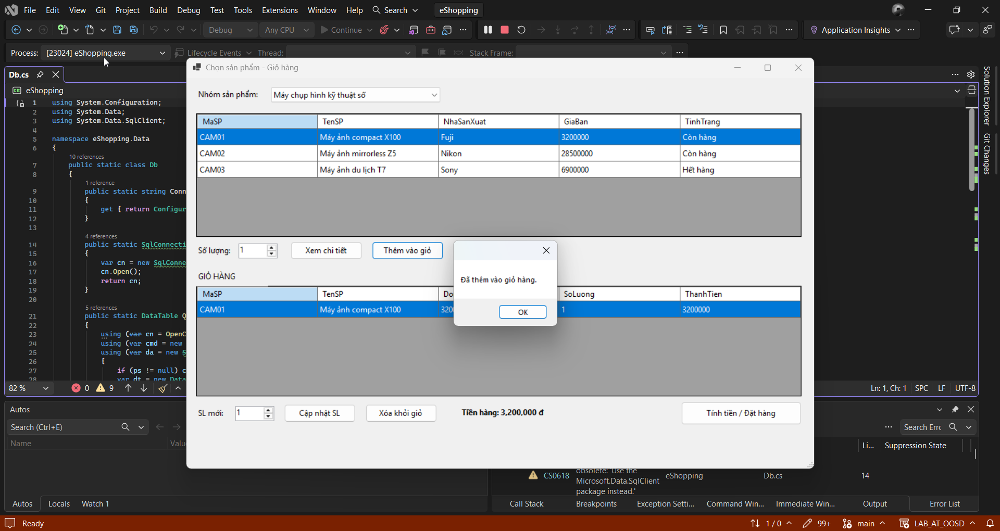 File Edit View Git Project Build Debug Test Tools Extensions Window Help Search eShopping
Debug Any CPU Continue Application Insights
Process: [23024] eShopping.exe Lifecycle Events Thread: Stack Frame:
Db.cs
eShopping
1 using System.Configuration;
2 using System.Data;
3 using System.Data.SqlClient;
4
5 namespace eShopping.Data
6 {
10 references
7 public static class Db
8 {
1 reference
9 public static string Conn
10 {
11 get { return Configur
12 }
13
4 references
14 public static SqlConnecti
15 {
16 var cn = new SqlConne
17 cn.Open();
18 return cn;
19 }
20
5 references
21 public static DataTable Q
22 {
23 using (var cn = OpenC
24 using (var cmd = new
25 using (var da = new S
26 {
27 if (ps != null) c
28 var dt = new Data
82 % 0 9
Chọn sản phẩm - Giỏ hàng
Nhóm sản phẩm: Máy chụp hình kỹ thuật số
MaSP TenSP NhaSanXuat GiaBan TinhTrang
CAM01 Máy ảnh compact X100 Fuji 3200000 Còn hàng
CAM02 Máy ảnh mirrorless Z5 Nikon 28500000 Còn hàng
CAM03 Máy ảnh du lịch T7 Sony 6900000 Hết hàng
Số lượng: 1 Xem chi tiết Thêm vào giỏ
GIỎ HÀNG
MaSP TenSP Do SoLuong ThanhTien
CAM01 Máy ảnh compact X100 320 1 3200000
Đã thêm vào giỏ hàng.
OK
SL mới: 1 Cập nhật SL Xóa khỏi giỏ Tiền hàng: 3,200,000 đ Tính tiền / Đặt hàng
Solution Explorer
Git Changes
Ln: 1, Ch: 1 SPC LF UTF-8
Autos
Search (Ctrl+E)
Name Valu
Search Errc
Li... Suppression State
CS0618 obsolete: 'Use the eShopping Db.cs 14
Microsoft.Data.SqlClient
package instead.'
Autos Locals Watch 1
Call Stack Breakpoints Exception Setti... Command Win... Immediate Win... Output Error List
Ready 1 / 0 99+ main LAB_AT_OOSD